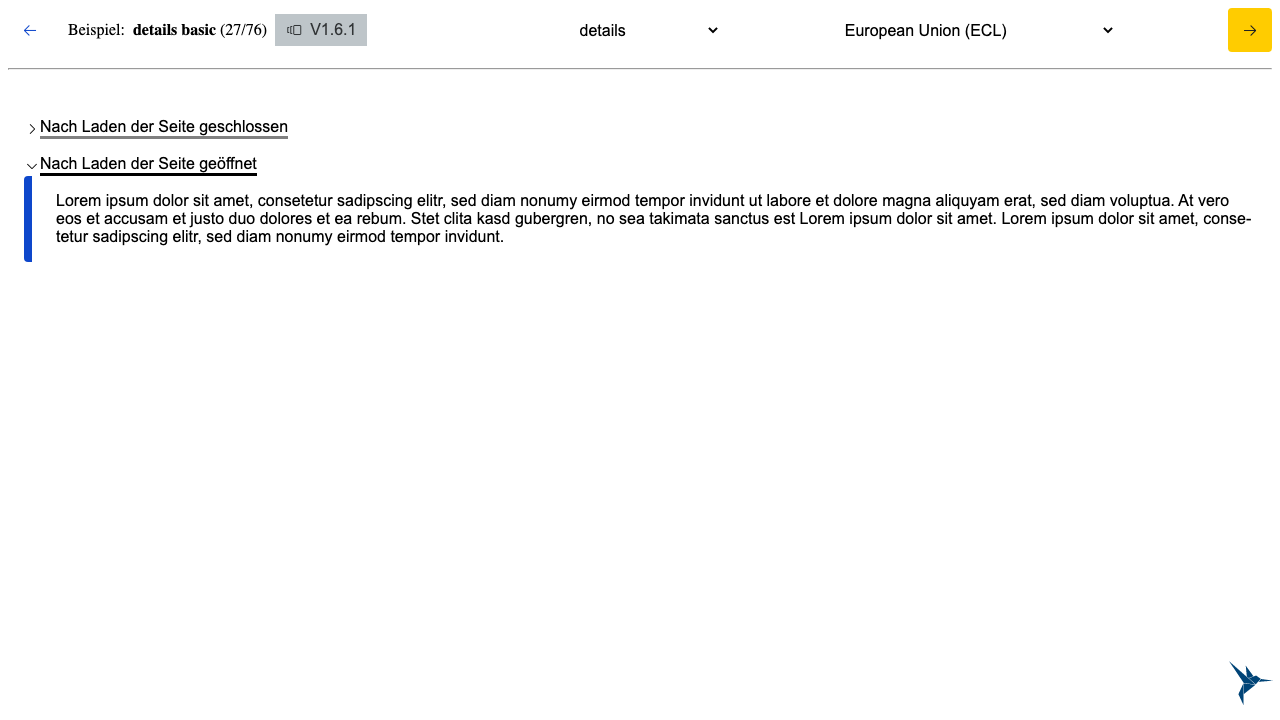 Beispiel: details basic (27/76) V1.6.1 details European Union (ECL)
Nach Laden der Seite geschlossen
Nach Laden der Seite geöffnet
Lorem ipsum dolor sit amet, consetetur sadipscing elitr, sed diam nonumy eirmod tempor invidunt ut labore et dolore magna aliquyam erat, sed diam voluptua. At vero
eos et accusam et justo duo dolores et ea rebum. Stet clita kasd gubergren, no sea takimata sanctus est Lorem ipsum dolor sit amet. Lorem ipsum dolor sit amet, conse-
tetur sadipscing elitr, sed diam nonumy eirmod tempor invidunt.